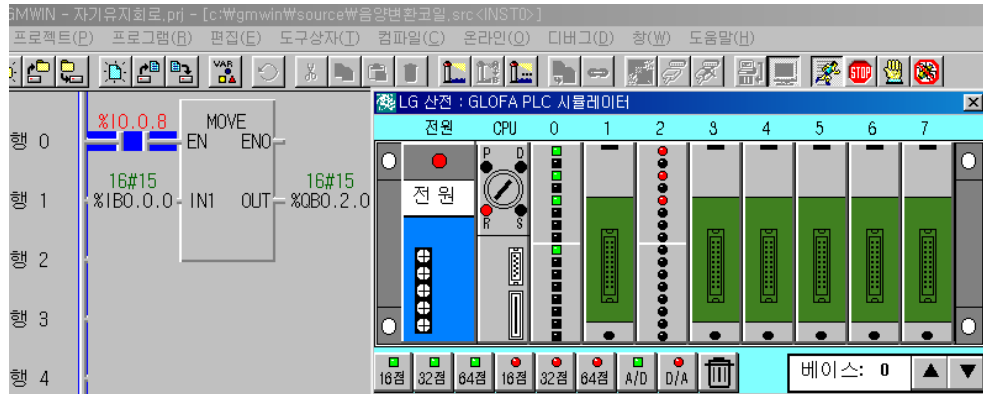 GMWIN - 자기유지회로.prj - [c:₩gmwin₩source₩음양변환코일.src<INST0>]
프로젝트(P) 프로그램(R) 편집(E) 도구상자(T) 컴파일(C) 온라인(O) 디버그(D) 창(W) 도움말(H)
VAR STOP
LG 산전 : GLOFA PLC 시뮬레이터
전원 CPU 0 1 2 3 4 5 6 7
P D
전 원
R S
%I0.0.8 MOVE
행 0 EN ENO
16#15 16#15
행 1 %IB0.0.0 IN1 OUT %QB0.2.0
행 2
행 3
행 4
16점 32점 64점 16점 32점 64점 A/D D/A 베이스: 0